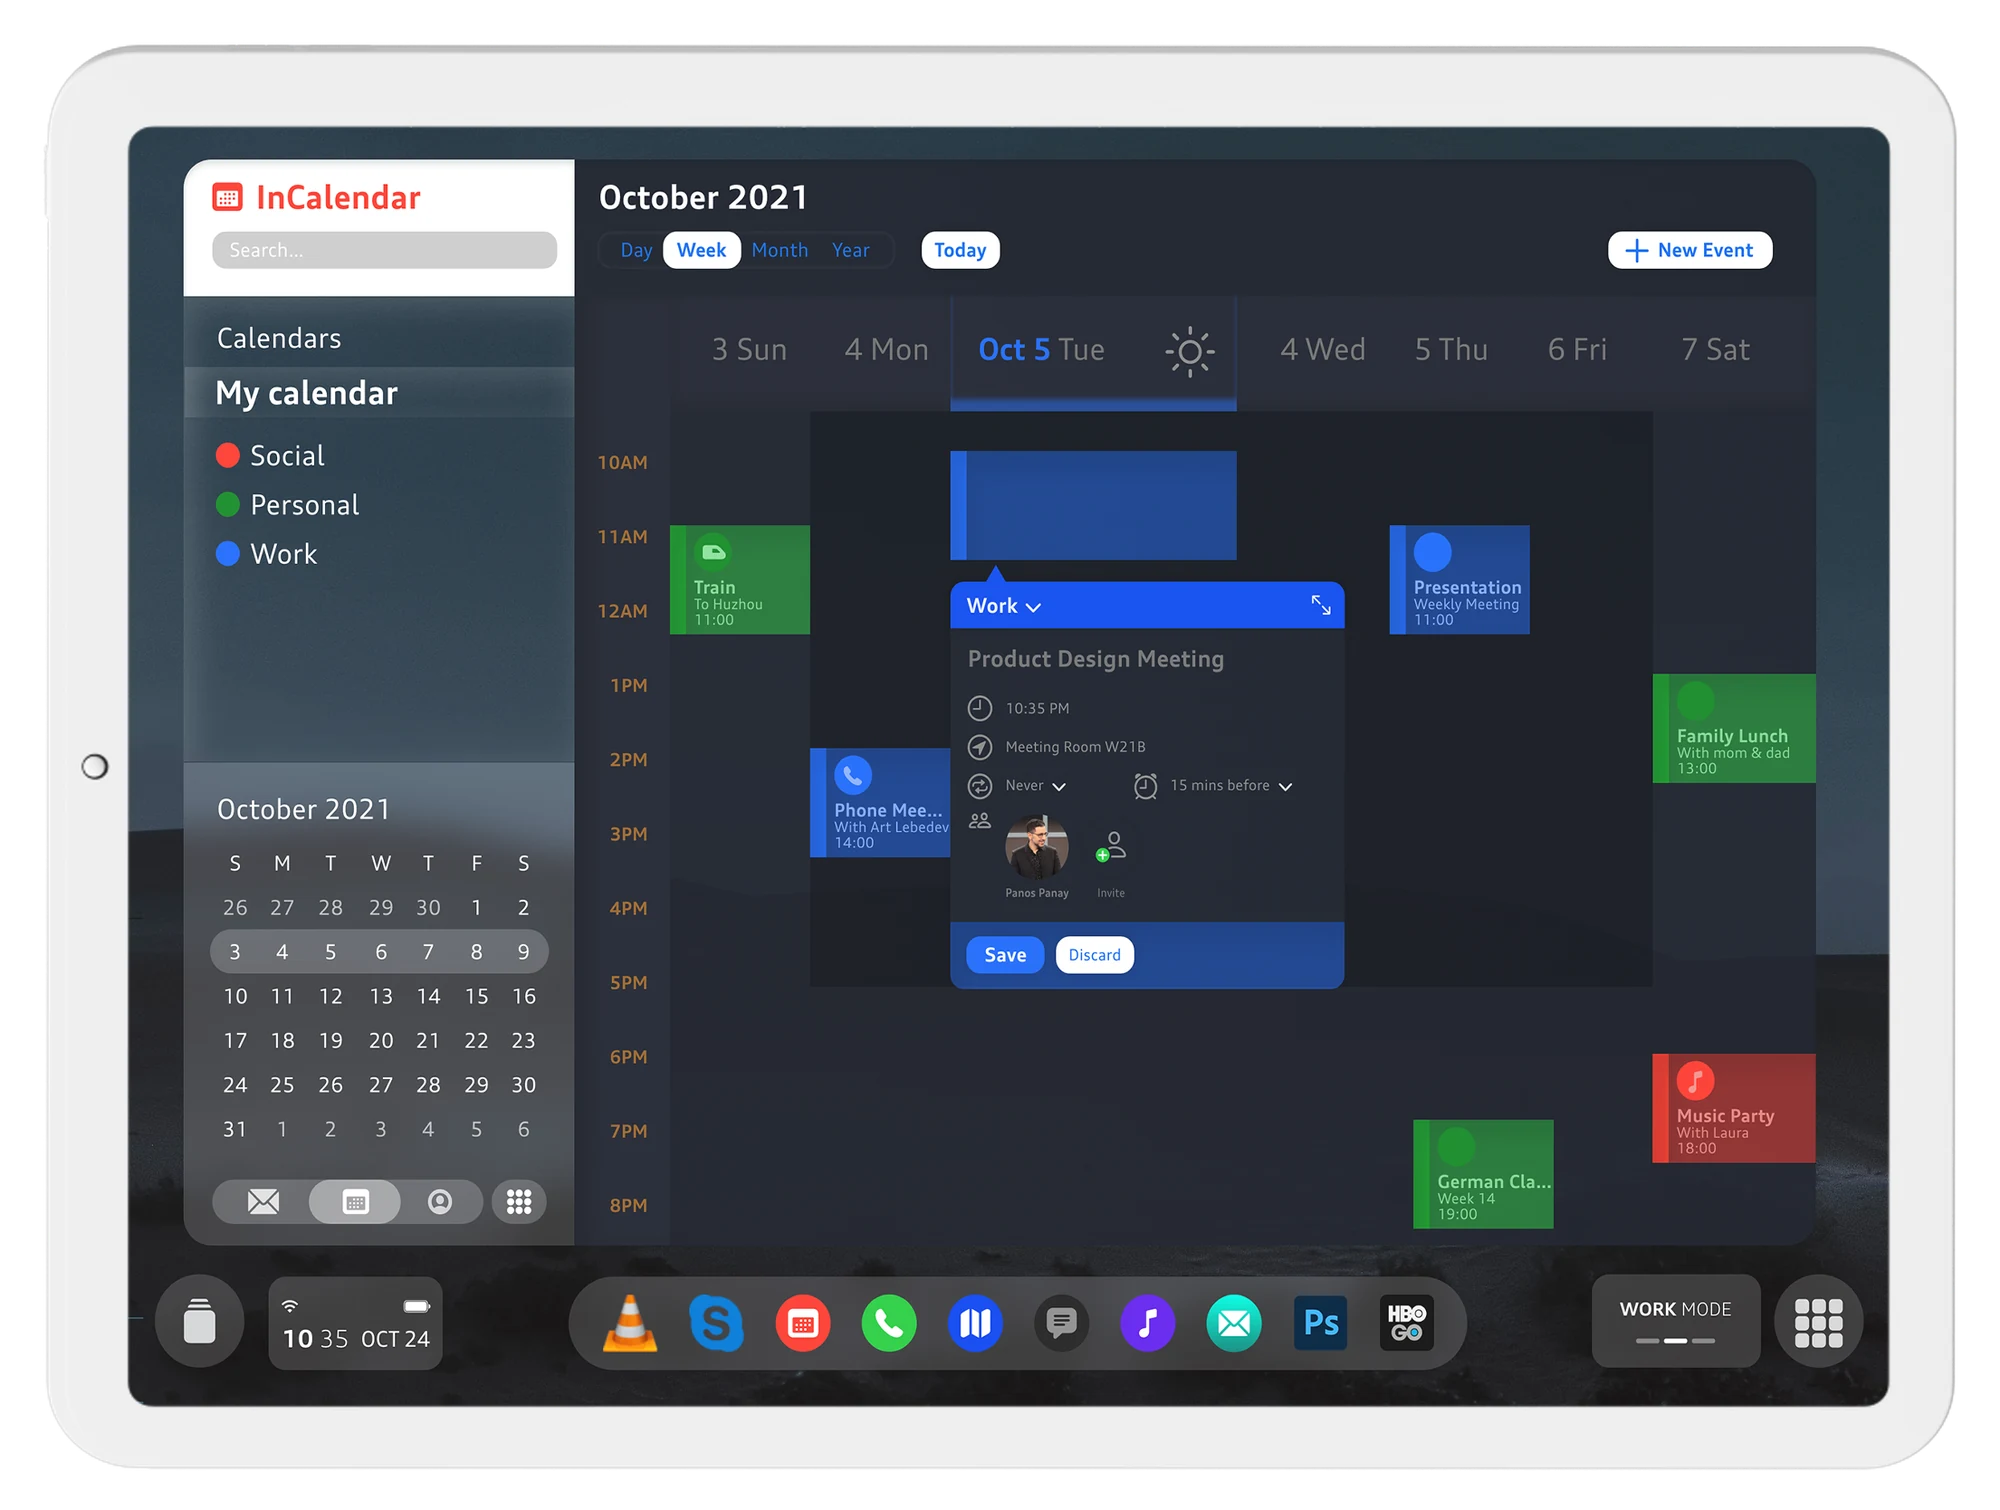 InCalendar
Search...
Calendars
My calendar
Social
Personal
Work
October 2021
S M T W T F S
26 27 28 29 30 1 2
3 4 5 6 7 8 9
10 11 12 13 14 15 16
17 18 19 20 21 22 23
24 25 26 27 28 29 30
31 1 2 3 4 5 6
October 2021
Day Week Month Year Today
+ New Event
3 Sun 4 Mon Oct 5 Tue 4 Wed 5 Thu 6 Fri 7 Sat
10AM
11AM
12AM
1PM
2PM
3PM
4PM
5PM
6PM
7PM
8PM
Train
To Huzhou
11:00
Phone Mee...
With Art Lebedev
14:00
Work
Product Design Meeting
10:35 PM
Meeting Room W21B
Never 15 mins before
Panos Panay Invite
Save Discard
Presentation
Weekly Meeting
11:00
German Cla...
Week 14
19:00
Family Lunch
With mom & dad
13:00
Music Party
With Laura
18:00
10 35 OCT 24
S
Ps
HBO
GO
WORK MODE